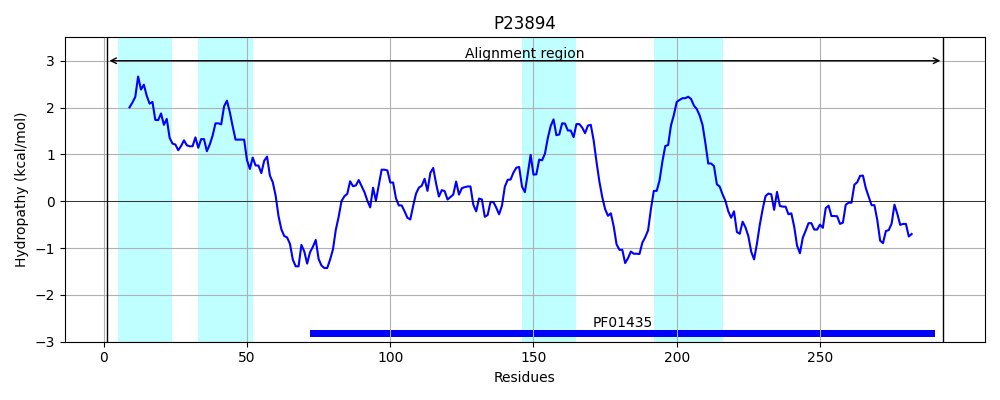 P23894
Alignment region
3
2
1
0
−1
−2
−3
Hydropathy (kcal/mol)
PF01435
0 50 100 150 200 250
Residues